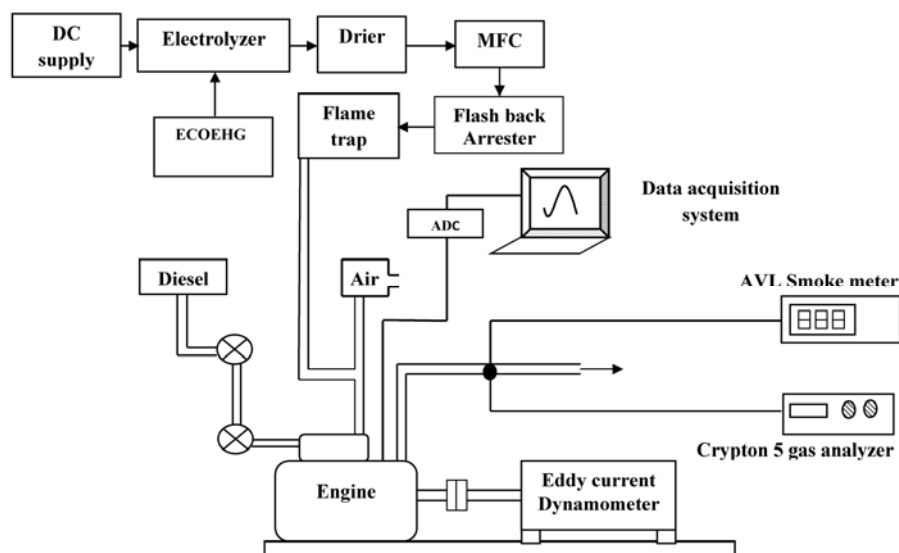 DC
supply
Electrolyzer
Drier
MFC
ECOEHG
Flame
trap
Flash back
Arrester
Data acquisition
system
ADC
Diesel
Air
AVL Smoke meter
Crypton 5 gas analyzer
Engine
Eddy current
Dynamometer